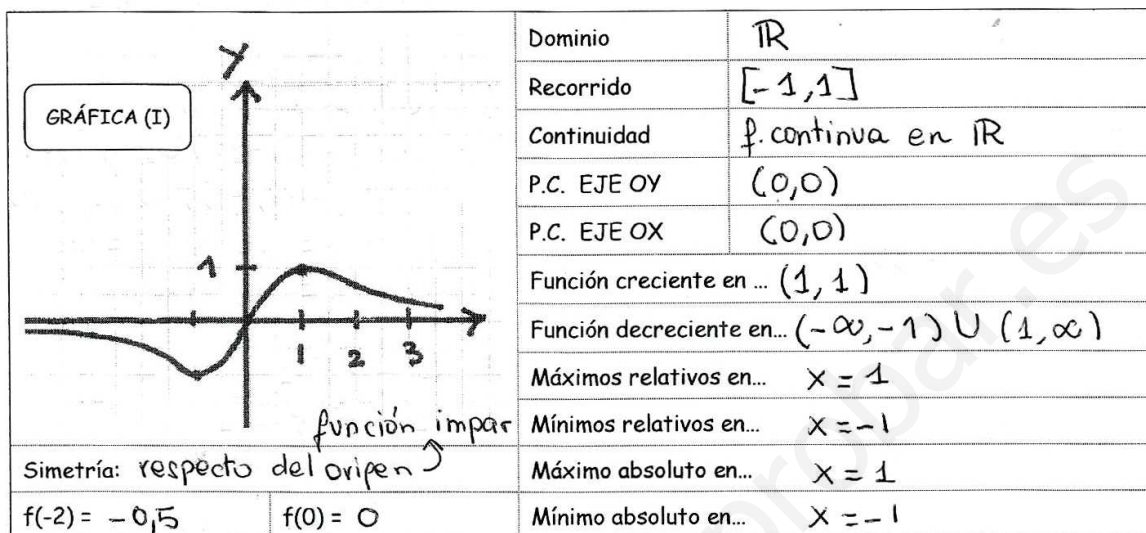 GRÁFICA (I)
Y
1
1 2 3
función impar
Simetría: respecto del origen
f(-2) = -0,5 f(0) = 0
Dominio ℝ
Recorrido [-1,1]
Continuidad f. continua en ℝ
P.C. EJE OY (0,0)
P.C. EJE OX (0,0)
Función creciente en ... (1, 1)
Función decreciente en... (-∞,-1) ∪ (1,∞)
Máximos relativos en... x = 1
Mínimos relativos en... x = -1
Máximo absoluto en... x = 1
Mínimo absoluto en... x = -1